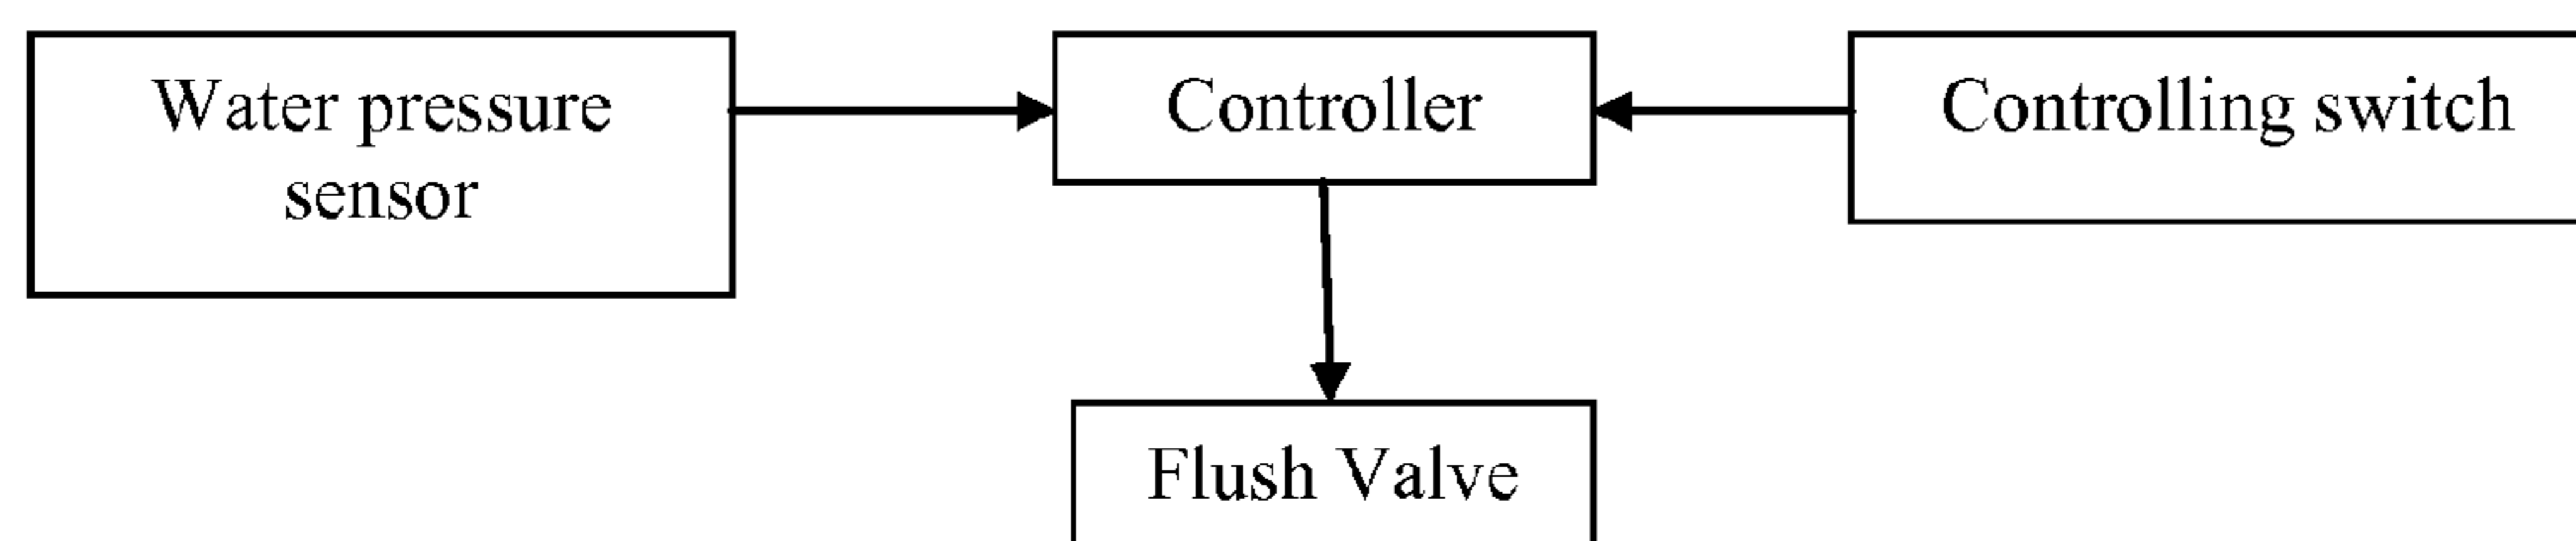 Water pressure
sensor
Controller
Controlling switch
Flush Valve